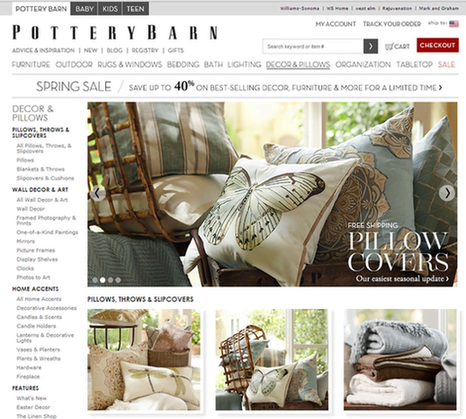 POTTERY BARN BABY KIDS TEEN
Williams-Sonoma | WS Home | west elm | Rejuvenation | Mark and Graham
MY ACCOUNT TRACK YOUR ORDER ship to:
POTTERY BARN
ADVICE & INSPIRATION | NEW | BLOG | REGISTRY | GIFTS
Search keyword or item # CART CHECKOUT
FURNITURE OUTDOOR RUGS & WINDOWS BEDDING BATH LIGHTING DECOR & PILLOWS ORGANIZATION TABLETOP SALE
SPRING SALE / SAVE UP TO 40% ON BEST-SELLING DECOR, FURNITURE & MORE FOR A LIMITED TIME >
DECOR &
PILLOWS
PILLOWS, THROWS &
SLIPCOVERS
All Pillows, Throws, &
Slipcovers
Pillows
Blankets & Throws
Slipcovers & Cushions
WALL DECOR & ART
All Wall Decor & Art
Wall Decor
Framed Photography &
Prints
One-of-a-Kind Paintings
Mirrors
Picture Frames
Display Shelves
Clocks
Photos to Art
HOME ACCENTS
All Home Accents
Decorative Accessories
Candles & Scents
Candle Holders
Lanterns & Decorative
Lights
Vases & Planters
Plants & Wreaths
Hardware
Fireplace
FEATURES
What's New
Easter Decor
The Linen Shop
FREE SHIPPING
PILLOW
COVERS
Our easiest seasonal update >
PILLOWS, THROWS & SLIPCOVERS